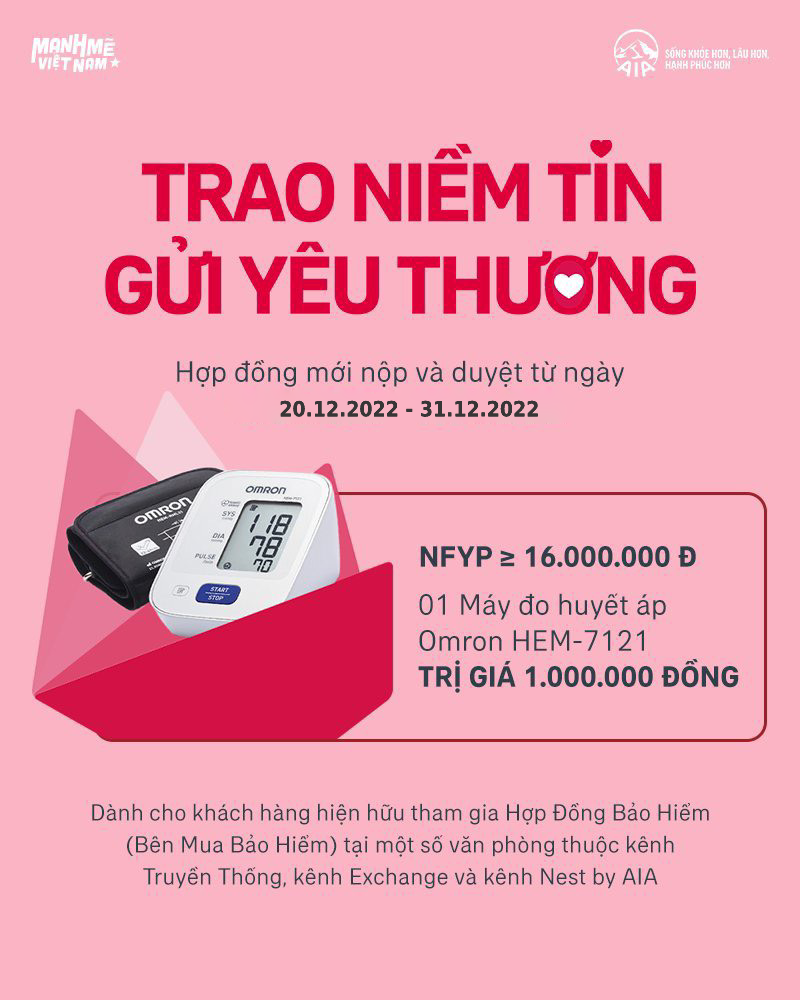 MẠNH MẼ
VIỆT NAM
AIA
SỐNG KHỎE HƠN, LÂU HƠN,
HẠNH PHÚC HƠN
TRAO NIỀM TIN
GỬI YÊU THƯƠNG
Hợp đồng mới nộp và duyệt từ ngày
20.12.2022 - 31.12.2022
OMRON
OMRON
HEM-7121
SYS
118
DIA
78
PULSE
70
START
STOP
NFYP ≥ 16.000.000 Đ
01 Máy đo huyết áp
Omron HEM-7121
TRỊ GIÁ 1.000.000 ĐỒNG
Dành cho khách hàng hiện hữu tham gia Hợp Đồng Bảo Hiểm
(Bên Mua Bảo Hiểm) tại một số văn phòng thuộc kênh
Truyền Thống, kênh Exchange và kênh Nest by AIA